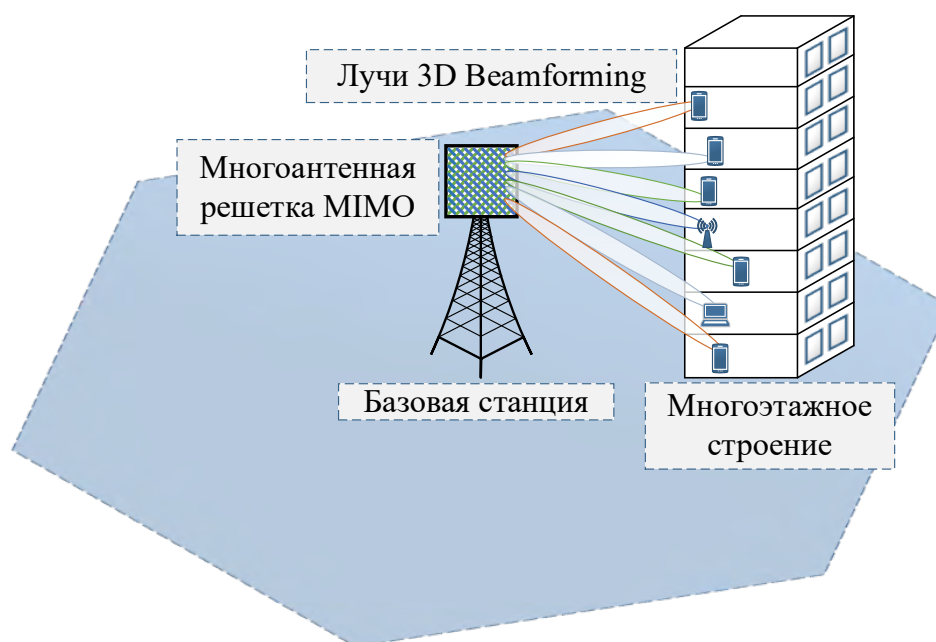 Лучи 3D Beamforming
Многоантенная
решетка MIMO
Базовая станция
Многоэтажное
строение